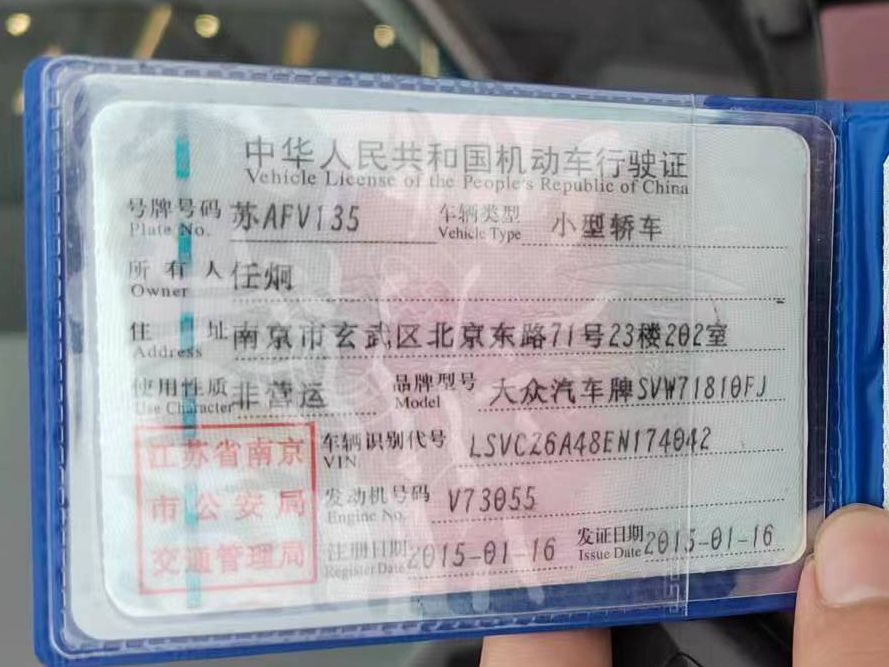 中华人民共和国机动车行驶证
Vehicle License of the People's Republic of China
号牌号码 苏AFV135 车辆类型 小型轿车
Plate No. Vehicle Type
所有人 任炯
Owner
住址 南京市玄武区北京东路71号23楼202室
Address
使用性质 非营运 品牌型号 大众汽车牌SVW71810FJ
Use Character Model
江苏省南京 车辆识别代号 LSVCZ6A48EN174042
VIN
市公安局 发动机号码 V73055
Engine No.
交通管理局 注册日期 2015-01-16 发证日期 2015-01-16
Register Date Issue Date